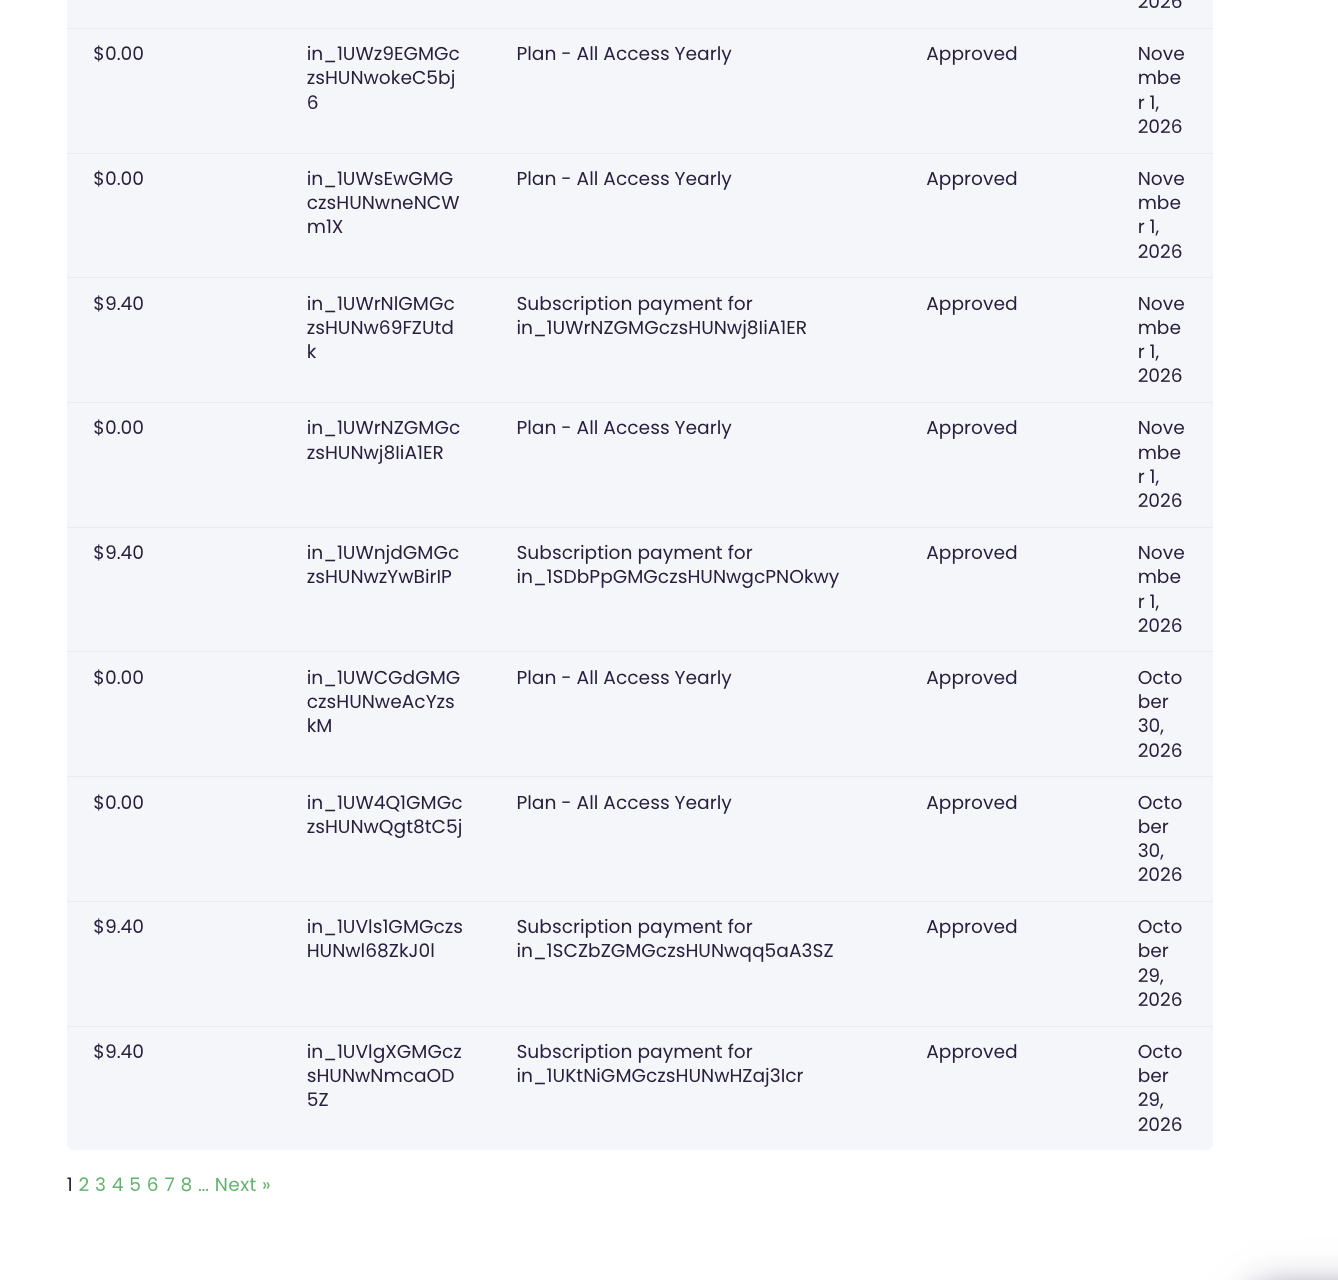 2026
$0.00 in_1UWz9EGMGc Plan - All Access Yearly Approved Nove
zsHUNwokeC5bj mbe
6 r 1,
2026
$0.00 in_1UWsEwGMG Plan - All Access Yearly Approved Nove
czsHUNwneNCW mbe
m1X r 1,
2026
$9.40 in_1UWrNlGMGc Subscription payment for Approved Nove
zsHUNw69FZUtd in_1UWrNZGMGczsHUNwj8IiA1ER mbe
k r 1,
2026
$0.00 in_1UWrNZGMGc Plan - All Access Yearly Approved Nove
zsHUNwj8IiA1ER mbe
r 1,
2026
$9.40 in_1UWnjdGMGc Subscription payment for Approved Nove
zsHUNwzYwBirIP in_1SDbPpGMGczsHUNwgcPNOkwy mbe
r 1,
2026
$0.00 in_1UWCGdGMG Plan - All Access Yearly Approved Octo
czsHUNweAcYzs ber
kM 30,
2026
$0.00 in_1UW4Q1GMGc Plan - All Access Yearly Approved Octo
zsHUNwQgt8tC5j ber
30,
2026
$9.40 in_1UVls1GMGczs Subscription payment for Approved Octo
HUNwl68ZkJ0l in_1SCZbZGMGczsHUNwqq5aA3SZ ber
29,
2026
$9.40 in_1UVlgXGMGcz Subscription payment for Approved Octo
sHUNwNmcaOD in_1UKtNiGMGczsHUNwHZaj3Icr ber
5Z 29,
2026
1 2 3 4 5 6 7 8 … Next »